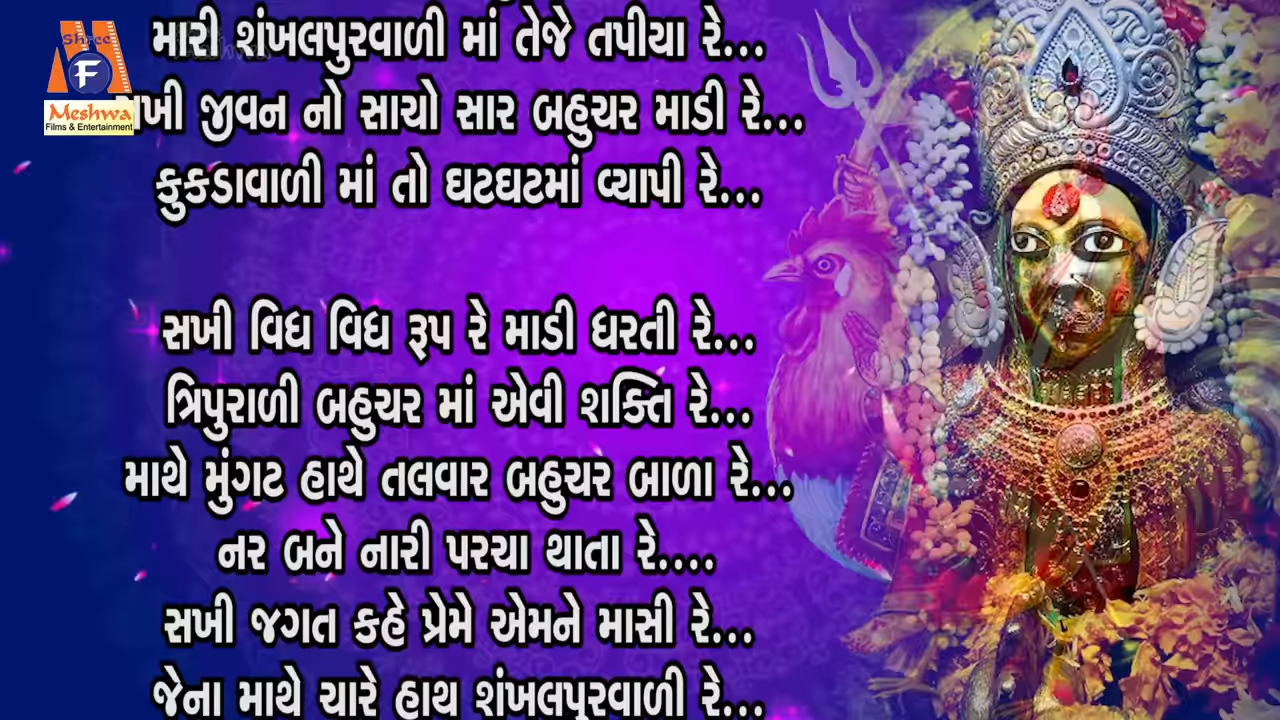 Shree
F
Meshwa
Films & Entertainment
મારી શંખલપુરવાળી માં તેજે તપીયા રે...
જીવન નો સાચો સાર બહુચર માડી રે...
કુકડાવાળી માં તો ઘટઘટમાં વ્યાપી રે...
સખી વિધ વિધ રૂપ રે માડી ધરતી રે...
ત્રિપુરાળી બહુચર માં એવી શક્તિ રે...
માથે મુંગટ હાથે તલવાર બહુચર બાળા રે...
નર બને નારી પરચા થાતા રે....
સખી જગત કહે પ્રેમે એમને માસી રે...
જેના માથે ચારે હાથ શંખલપુરવાળી રે...